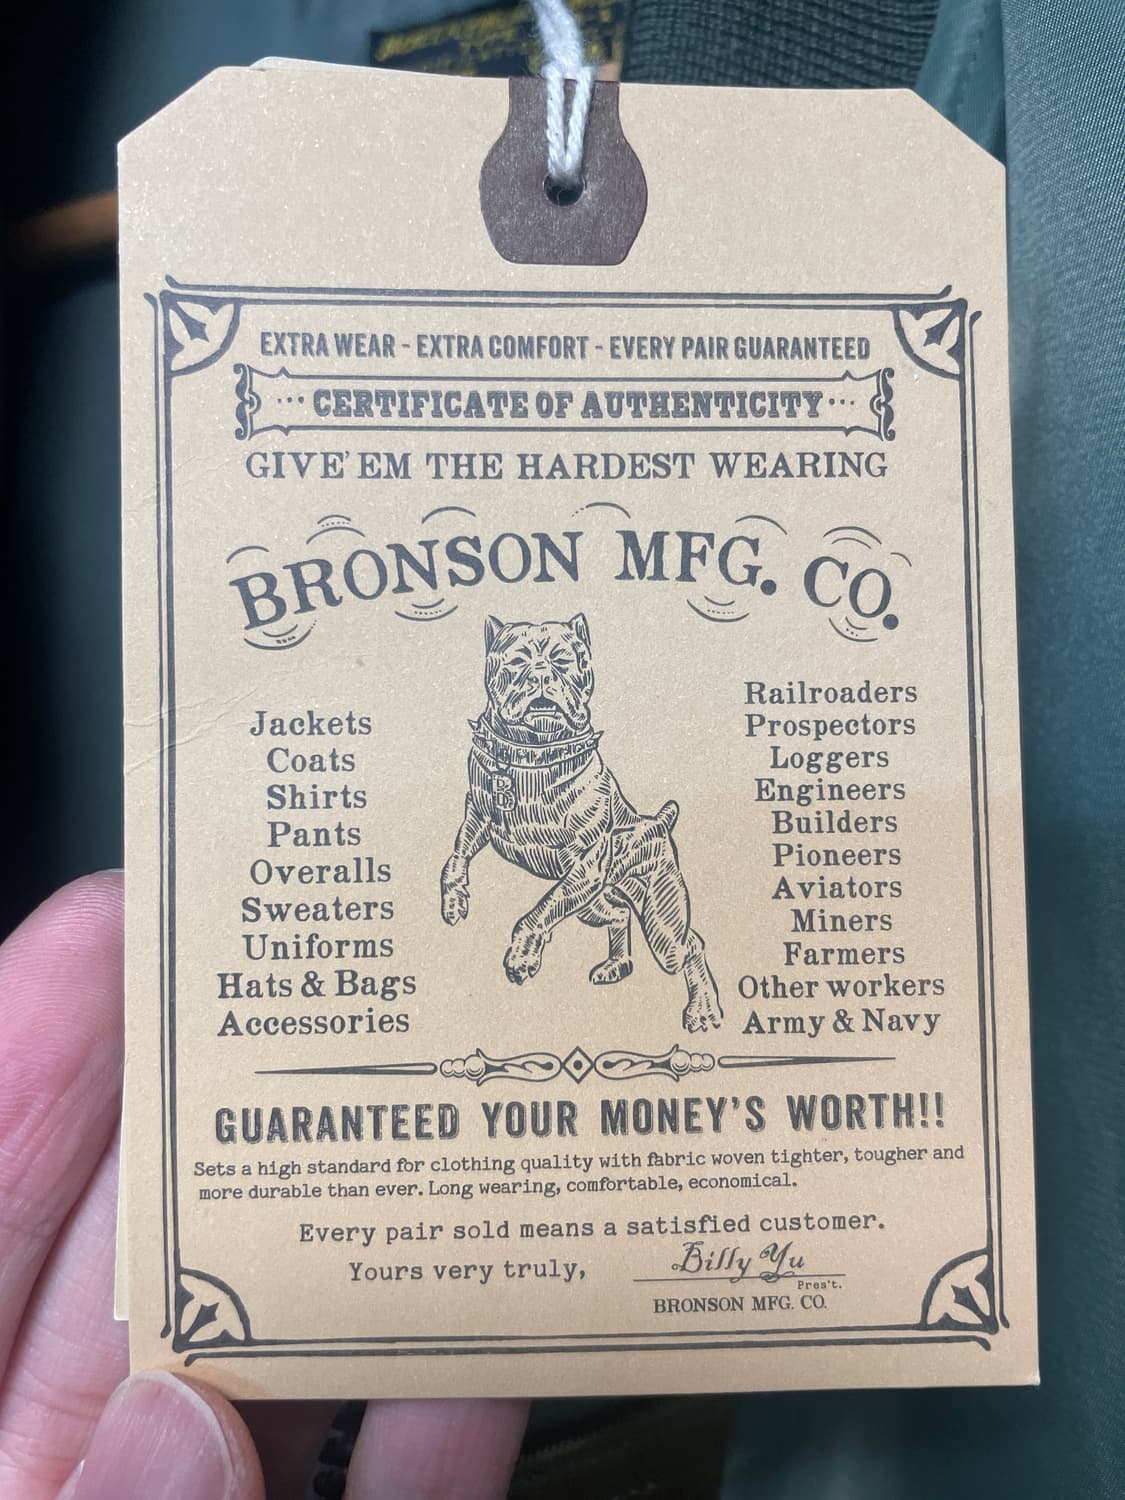 EXTRA WEAR - EXTRA COMFORT - EVERY PAIR GUARANTEED
··· CERTIFICATE OF AUTHENTICITY ···
GIVE'EM THE HARDEST WEARING
BRONSON MFG. CO.
Jackets
Coats
Shirts
Pants
Overalls
Sweaters
Uniforms
Hats & Bags
Accessories
Railroaders
Prospectors
Loggers
Engineers
Builders
Pioneers
Aviators
Miners
Farmers
Other workers
Army & Navy
GUARANTEED YOUR MONEY'S WORTH!!
Sets a high standard for clothing quality with fabric woven tighter, tougher and
more durable than ever. Long wearing, comfortable, economical.
Every pair sold means a satisfied customer.
Yours very truly, Billy Yu
Pres't.
BRONSON MFG. CO.